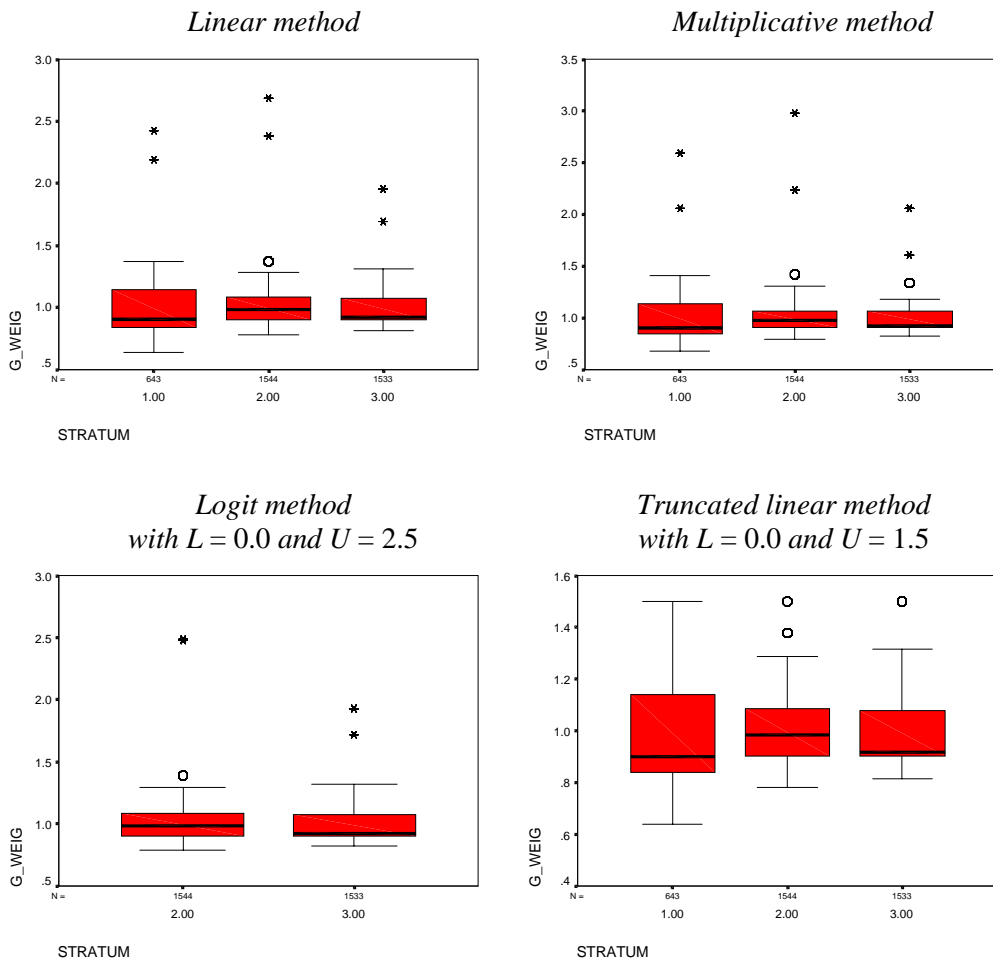 Linear method
3.0
2.5
2.0
1.5
1.0
.5
G_WEIG
N = 643 1544 1533
1.00 2.00 3.00
STRATUM
Multiplicative method
3.5
3.0
2.5
2.0
1.5
1.0
.5
G_WEIG
N = 643 1544 1533
1.00 2.00 3.00
STRATUM
Logit method
with L = 0.0 and U = 2.5
3.0
2.5
2.0
1.5
1.0
.5
G_WEIG
N = 1544 1533
2.00 3.00
STRATUM
Truncated linear method
with L = 0.0 and U = 1.5
1.6
1.4
1.2
1.0
.8
.6
.4
G_WEIG
N = 643 1544 1533
1.00 2.00 3.00
STRATUM